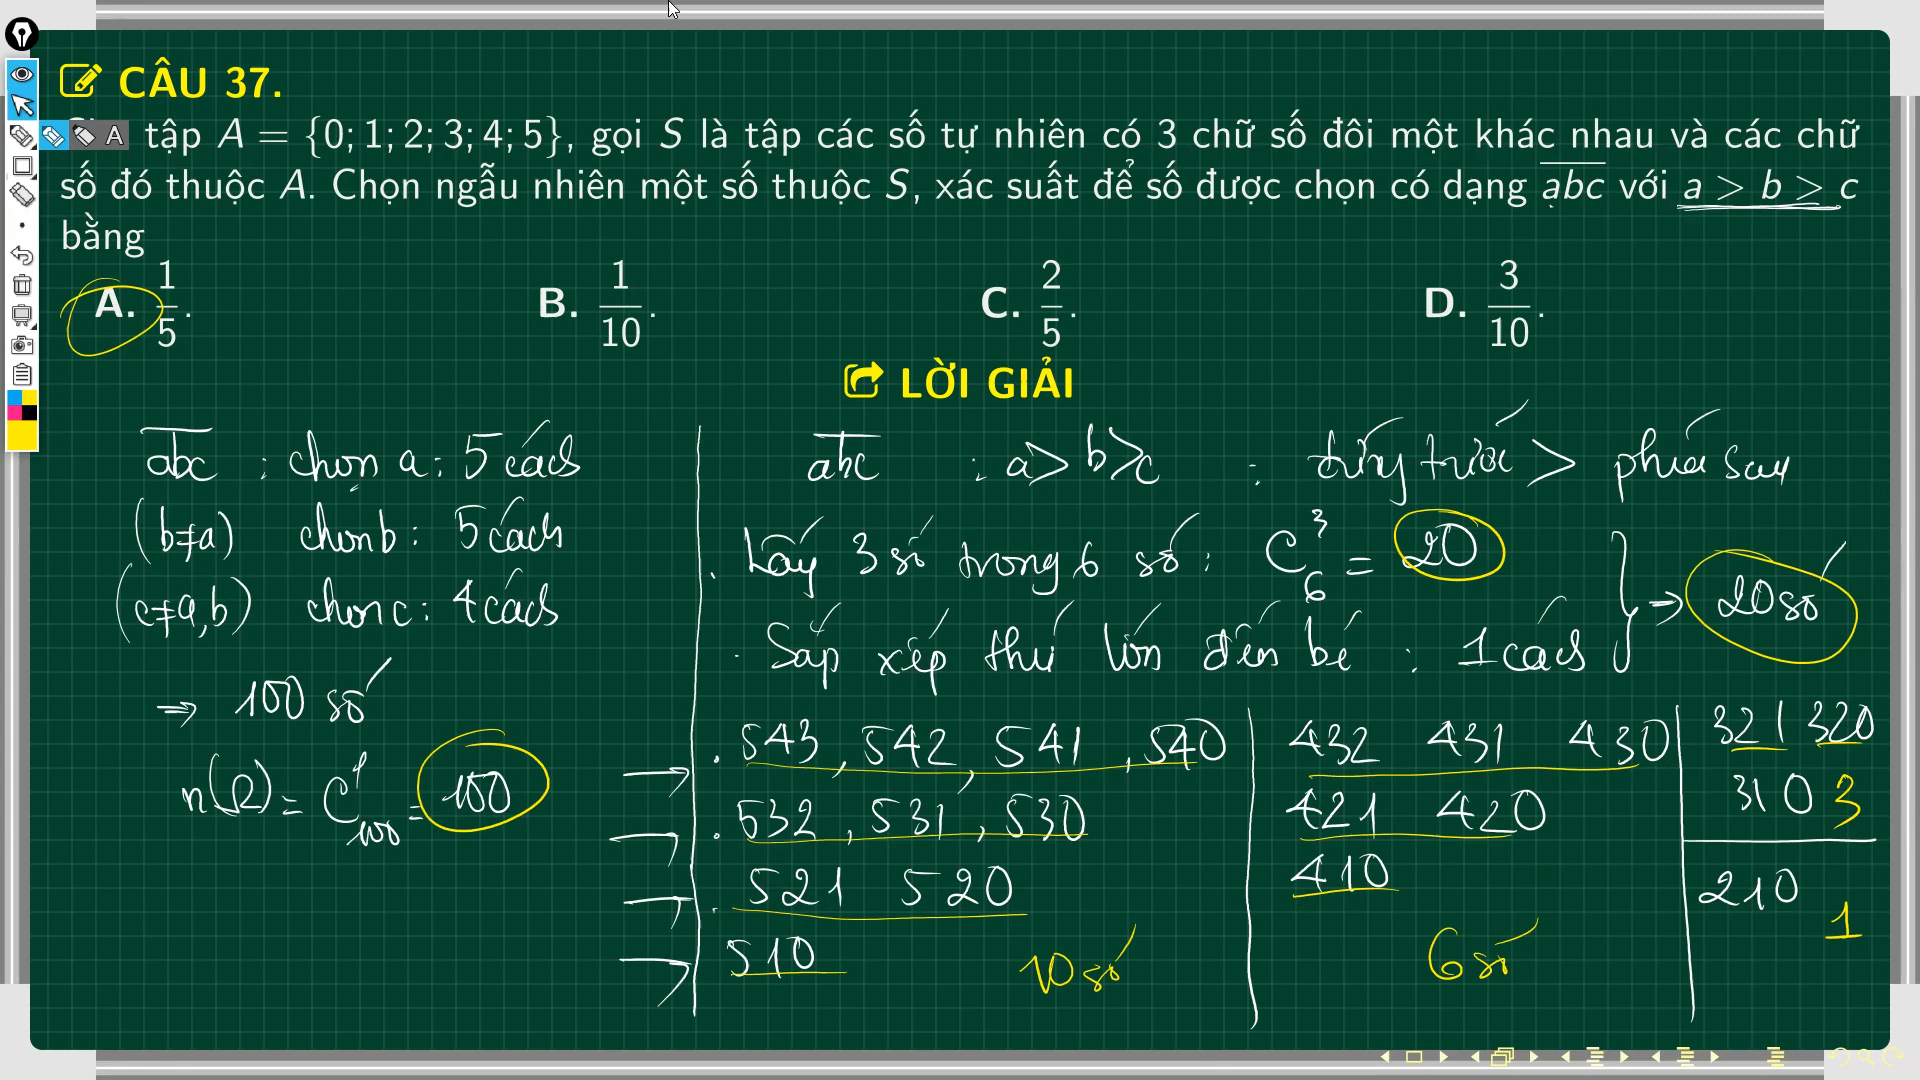 CÂU 37.
tập A = {0; 1; 2; 3; 4; 5}, gọi S là tập các số tự nhiên có 3 chữ số đôi một khác nhau và các chữ
số đó thuộc A. Chọn ngẫu nhiên một số thuộc S, xác suất để số được chọn có dạng \overline{abc} với a > b > c
bằng
A. 1/5. B. 1/10. C. 2/5. D. 3/10.
LỜI GIẢI
\overline{abc} : chọn a: 5 cách
(b≠a) chọn b: 5 cách
(c≠a,b) chọn c: 4 cách
⇒ 100 số
n(Ω) = C^1_{100} = 100
\overline{abc} : a > b > c : đứng trước > phía sau
. Lấy 3 số trong 6 số: C^3_6 = 20
. Sắp xếp thứ lớn đến bé : 1 cách
⇒ 20 số
. 543, 542, 541, 540
. 532, 531, 530
. 521 520
510
10 số
432 431 430
421 420
410
6 số
321 320
310 3
210
1
A